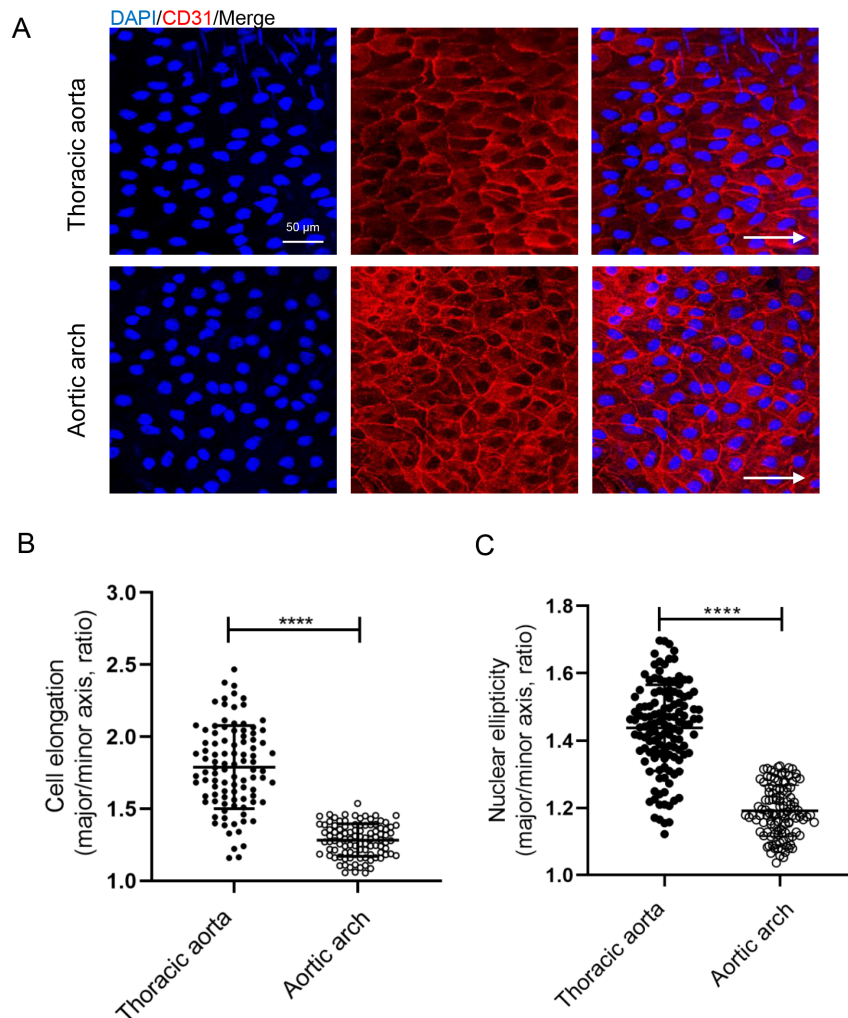 A
DAPI/CD31/Merge
Thoracic aorta
50 µm
Aortic arch
B
Cell elongation
(major/minor axis, ratio)
3.0
2.5
2.0
1.5
1.0
****
Thoracic aorta
Aortic arch
C
Nuclear ellipticity
(major/minor axis, ratio)
1.8
1.6
1.4
1.2
1.0
****
Thoracic aorta
Aortic arch